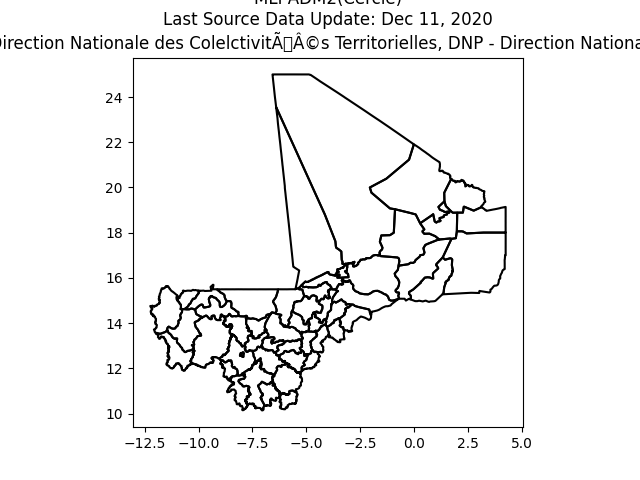 MLI ADM2(Cercle)
Last Source Data Update: Dec 11, 2020
Direction Nationale des ColelctivitÃÂ©s Territorielles, DNP - Direction Nationa
24
22
20
18
16
14
12
10
−12.5 −10.0 −7.5 −5.0 −2.5 0.0 2.5 5.0